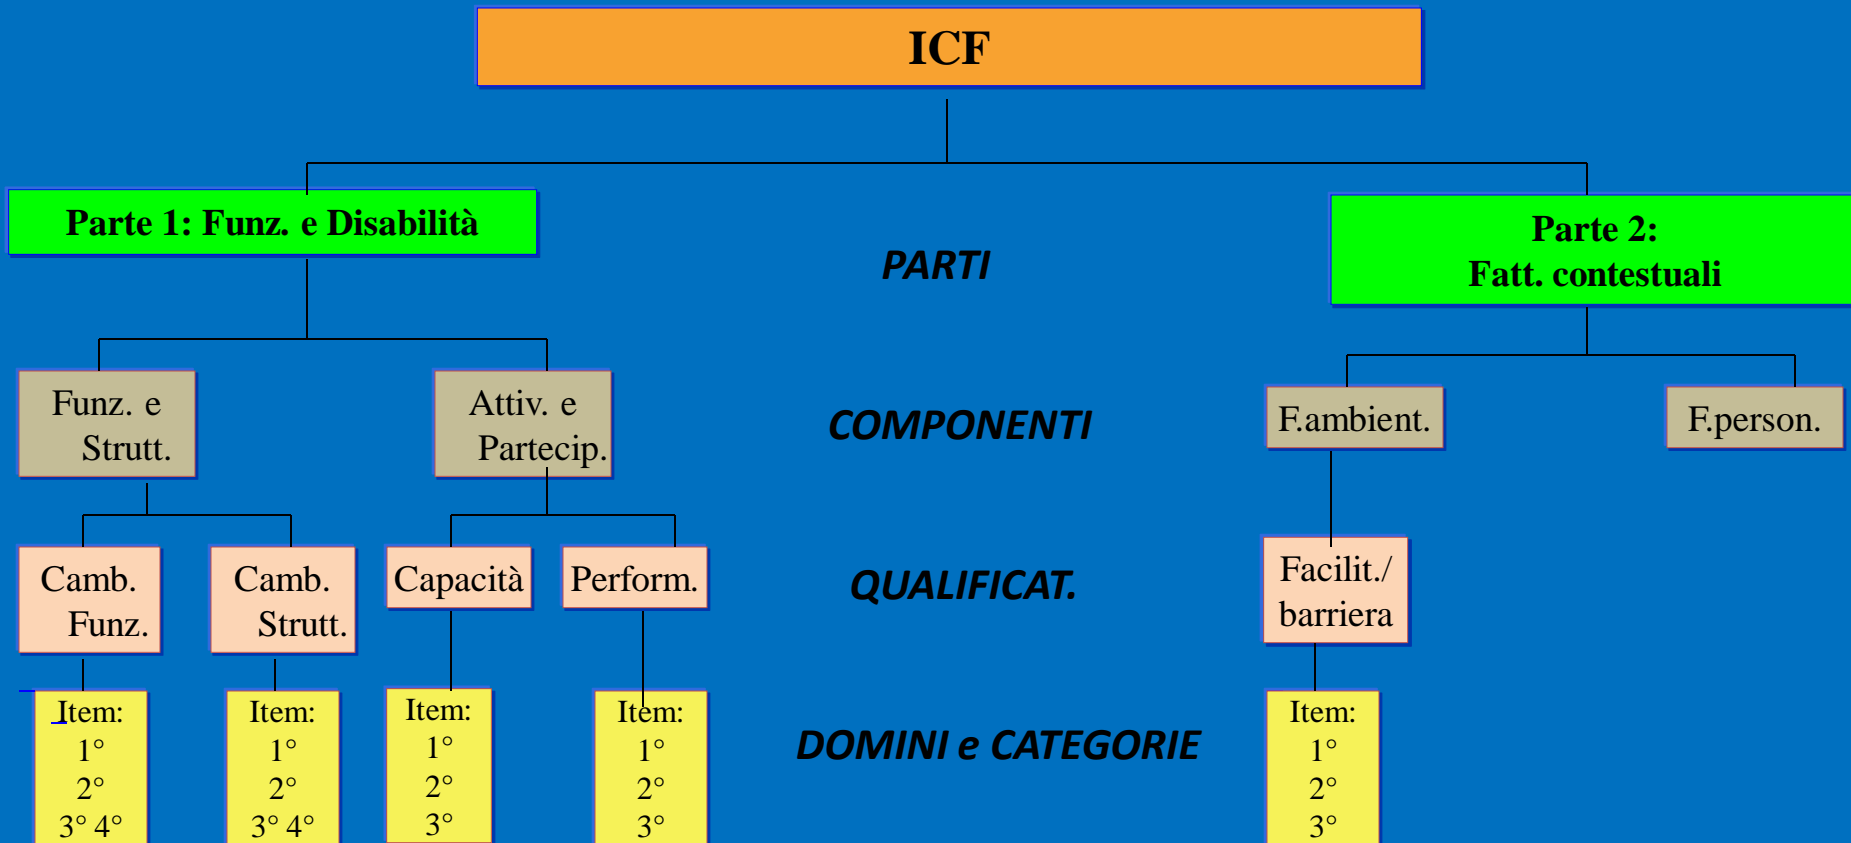 ICF
Parte 1: Funz. e Disabilità
PARTI
Parte 2:
Fatt. contestuali
Funz. e
Strutt.
Attiv. e
Partecip.
COMPONENTI
F.ambient.
F.person.
Camb.
Funz.
Camb.
Strutt.
Capacità
Perform.
QUALIFICAT.
Facilit./
barriera
Item:
1°
2°
3° 4°
Item:
1°
2°
3° 4°
Item:
1°
2°
3°
Item:
1°
2°
3°
DOMINI e CATEGORIE
Item:
1°
2°
3°